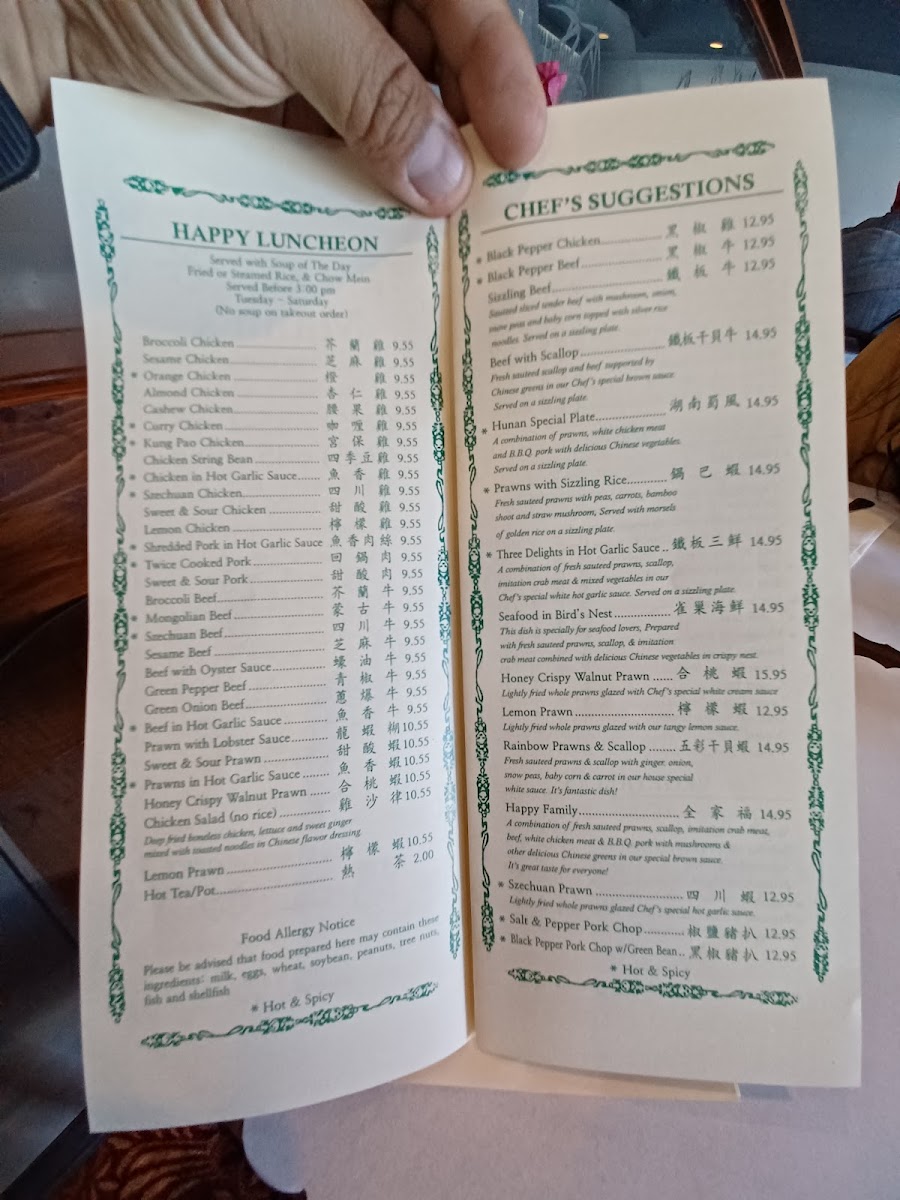 HAPPY LUNCHEON
Served with Soup of The Day
Fried or Steamed Rice, & Chow Mein
Served Before 3:00 pm
Tuesday ~ Saturday
(No soup on takeout order)
Broccoli Chicken 芥蘭雞 9.55
Sesame Chicken 芝麻雞 9.55
* Orange Chicken 橙雞 9.55
Almond Chicken 杏仁雞 9.55
Cashew Chicken 腰果雞 9.55
* Curry Chicken 咖喱雞 9.55
* Kung Pao Chicken 宮保雞 9.55
Chicken String Bean 四季豆雞 9.55
* Chicken in Hot Garlic Sauce 魚香雞 9.55
* Szechuan Chicken 四川雞 9.55
Sweet & Sour Chicken 甜酸雞 9.55
Lemon Chicken 檸檬雞 9.55
* Shredded Pork in Hot Garlic Sauce 魚香肉絲 9.55
* Twice Cooked Pork 回鍋肉 9.55
Sweet & Sour Pork 甜酸肉 9.55
Broccoli Beef 芥蘭牛 9.55
* Mongolian Beef 蒙古牛 9.55
* Szechuan Beef 四川牛 9.55
Sesame Beef 芝麻牛 9.55
Beef with Oyster Sauce 蠔油牛 9.55
Green Pepper Beef 青椒牛 9.55
Green Onion Beef 蔥爆牛 9.55
* Beef in Hot Garlic Sauce 魚香牛 9.55
Prawn with Lobster Sauce 龍蝦糊 10.55
Sweet & Sour Prawn 甜酸蝦 10.55
* Prawns in Hot Garlic Sauce 魚香蝦 10.55
Honey Crispy Walnut Prawn 合桃蝦 10.55
Chicken Salad (no rice) 雞沙律 10.55
Deep fried boneless chicken, lettuce and sweet ginger
mixed with toasted noodles in Chinese flavor dressing
Lemon Prawn 檸檬蝦 10.55
Hot Tea/Pot 熱茶 2.00
Food Allergy Notice
Please be advised that food prepared here may contain these
ingredients: milk, eggs, wheat, soybean, peanuts, tree nuts,
fish and shellfish
* Hot & Spicy
CHEF'S SUGGESTIONS
* Black Pepper Chicken 黑椒雞 12.95
* Black Pepper Beef 黑椒牛 12.95
Sizzling Beef 鐵板牛 12.95
Sauteed sliced tender beef with mushroom, onion,
snow peas and baby corn topped with silver rice
noodles. Served on a sizzling plate.
Beef with Scallop 鐵板干貝牛 14.95
Fresh sauteed scallop and beef supported by
Chinese greens in our Chef's special brown sauce.
Served on a sizzling plate.
* Hunan Special Plate 湖南蜀風 14.95
A combination of prawns, white chicken meat
and B.B.Q. pork with delicious Chinese vegetables.
Served on a sizzling plate.
* Prawns with Sizzling Rice 鍋巴蝦 14.95
Fresh sauteed prawns with peas, carrots, bamboo
shoot and straw mushroom, Served with morsels
of golden rice on a sizzling plate.
* Three Delights in Hot Garlic Sauce 鐵板三鮮 14.95
A combination of fresh sauteed prawns, scallop,
imitation crab meat & mixed vegetables in our
Chef's special white hot garlic sauce. Served on a sizzling plate.
Seafood in Bird's Nest 雀巢海鮮 14.95
This dish is specially for seafood lovers, Prepared
with fresh sauteed prawns, scallop, & imitation
crab meat combined with delicious Chinese vegetables in crispy nest.
Honey Crispy Walnut Prawn 合桃蝦 15.95
Lightly fried whole prawns glazed with Chef's special white cream sauce
Lemon Prawn 檸檬蝦 12.95
Lightly fried whole prawns glazed with our tangy lemon sauce.
Rainbow Prawns & Scallop 五彩干貝蝦 14.95
Fresh sauteed prawns & scallop with ginger, onion,
snow peas, baby corn & carrot in our house special
white sauce. It's fantastic dish!
Happy Family 全家福 14.95
A combination of fresh sauteed prawns, scallop, imitation crab meat,
beef, white chicken meat & B.B.Q. pork with mushrooms &
other delicious Chinese greens in our special brown sauce.
It's great taste for everyone!
* Szechuan Prawn 四川蝦 12.95
Lightly fried whole prawns glazed Chef's special hot garlic sauce.
* Salt & Pepper Pork Chop 椒鹽豬扒 12.95
* Black Pepper Pork Chop w/Green Bean 黑椒豬扒 12.95
* Hot & Spicy